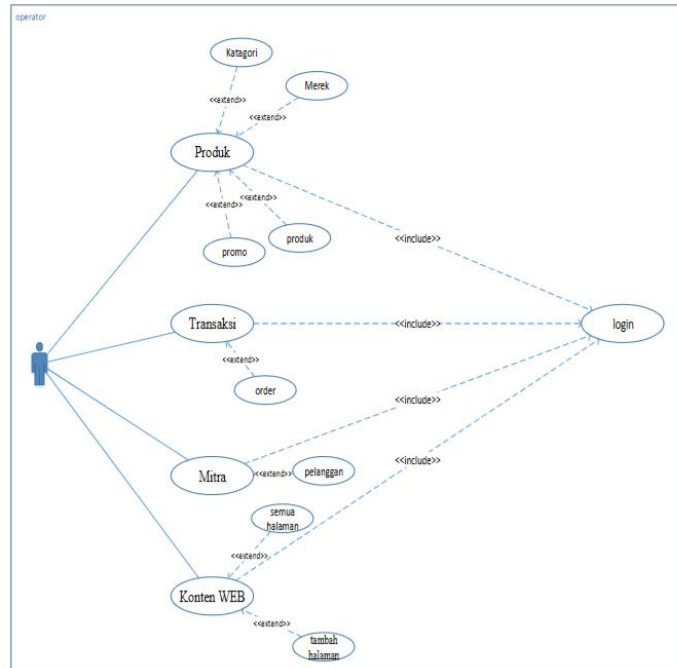 operator
Katagori
Merek
<<extend>>
<<extend>>
Produk
<<extend>>
<<extend>>
promo
produk
<<include>>
Transaksi
<<include>>
login
<<extend>>
order
<<include>>
Mitra
<<extend>>
pelanggan
<<include>>
semua
halaman
<<extend>>
Konten WEB
<<extend>>
tambah
halaman